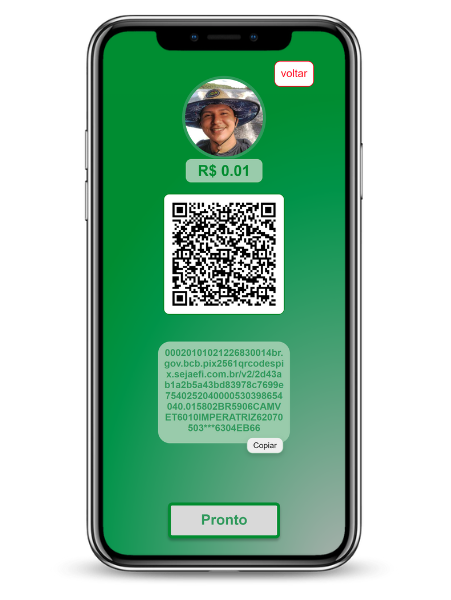 voltar
R$ 0.01
00020101021226830014br.
gov.bcb.pix2561qrcodespi
x.sejaefi.com.br/v2/2d43a
b1a2b5a43bd83978c7699e
7540252040000530398654
040.015802BR5906CAMV
ET6010IMPERATRIZ62070
503***6304EB66
Copiar
Pronto